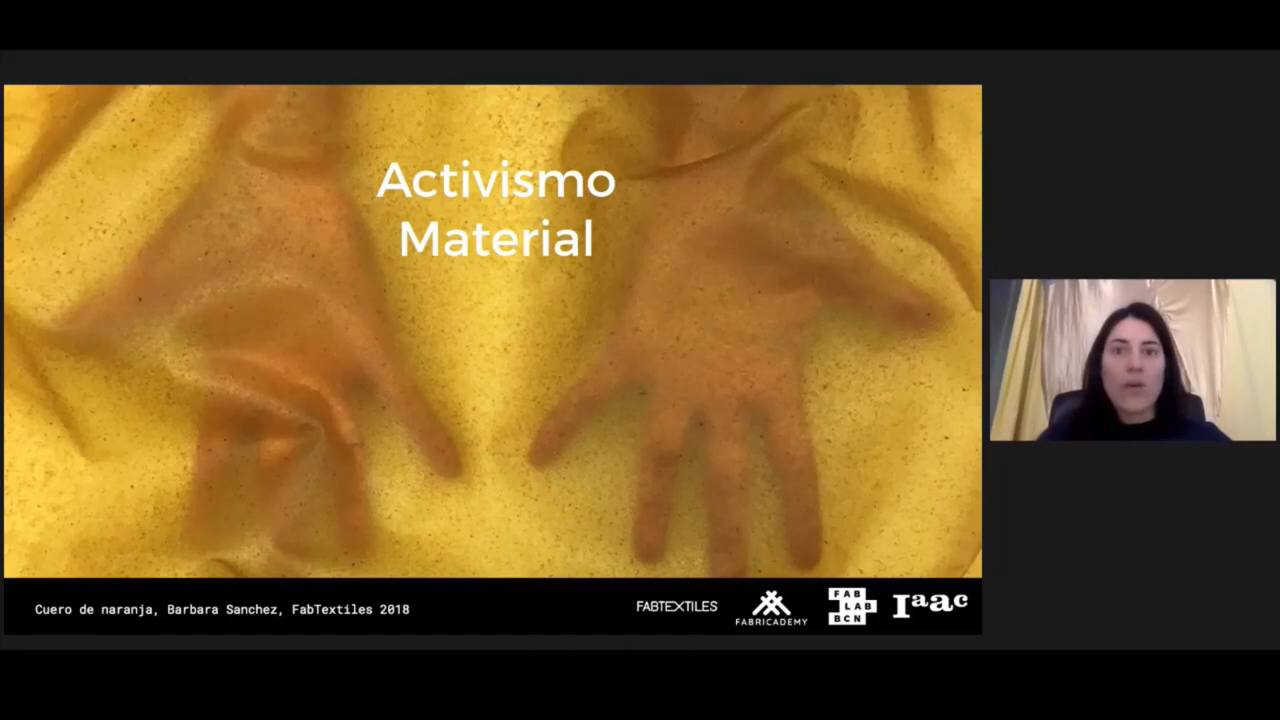 Activismo
Material
Cuero de naranja, Barbara Sanchez, FabTextiles 2018
FABTEXTILES
FABRICADEMY
FAB
LAB
BCN
Iaac